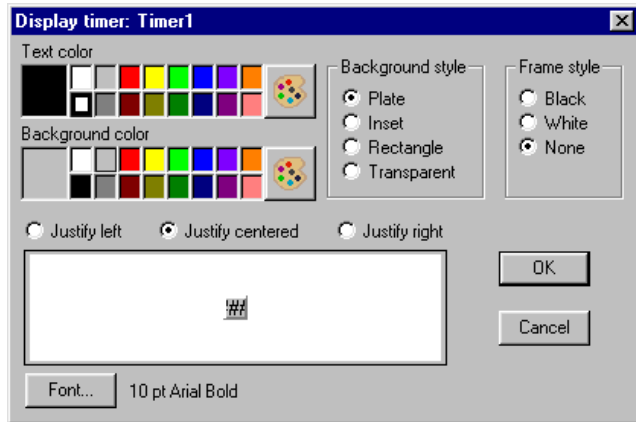 Display timer: Timer1
Text color
Background color
Background style
Plate
Inset
Rectangle
Transparent
Frame style
Black
White
None
Justify left Justify centered Justify right
##
OK
Cancel
Font... 10 pt Arial Bold